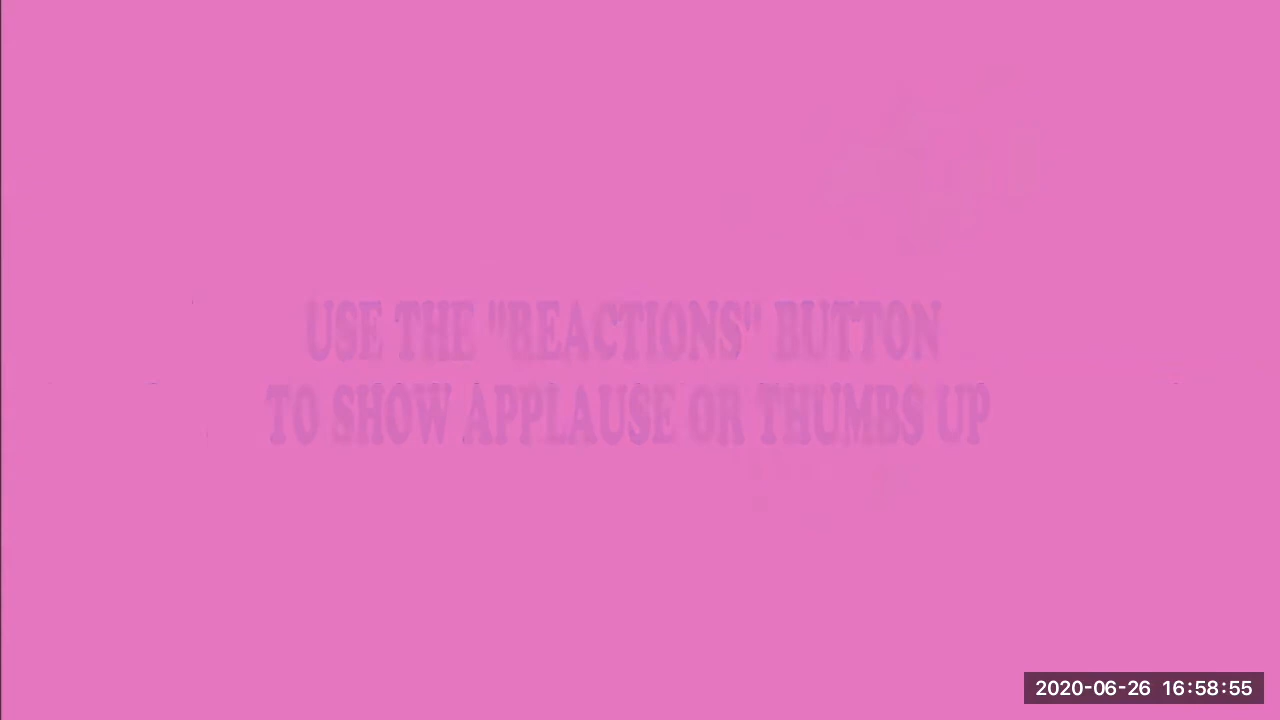 USE THE "REACTIONS" BUTTON
TO SHOW APPLAUSE OR THUMBS UP
2020-06-26 16:58:55